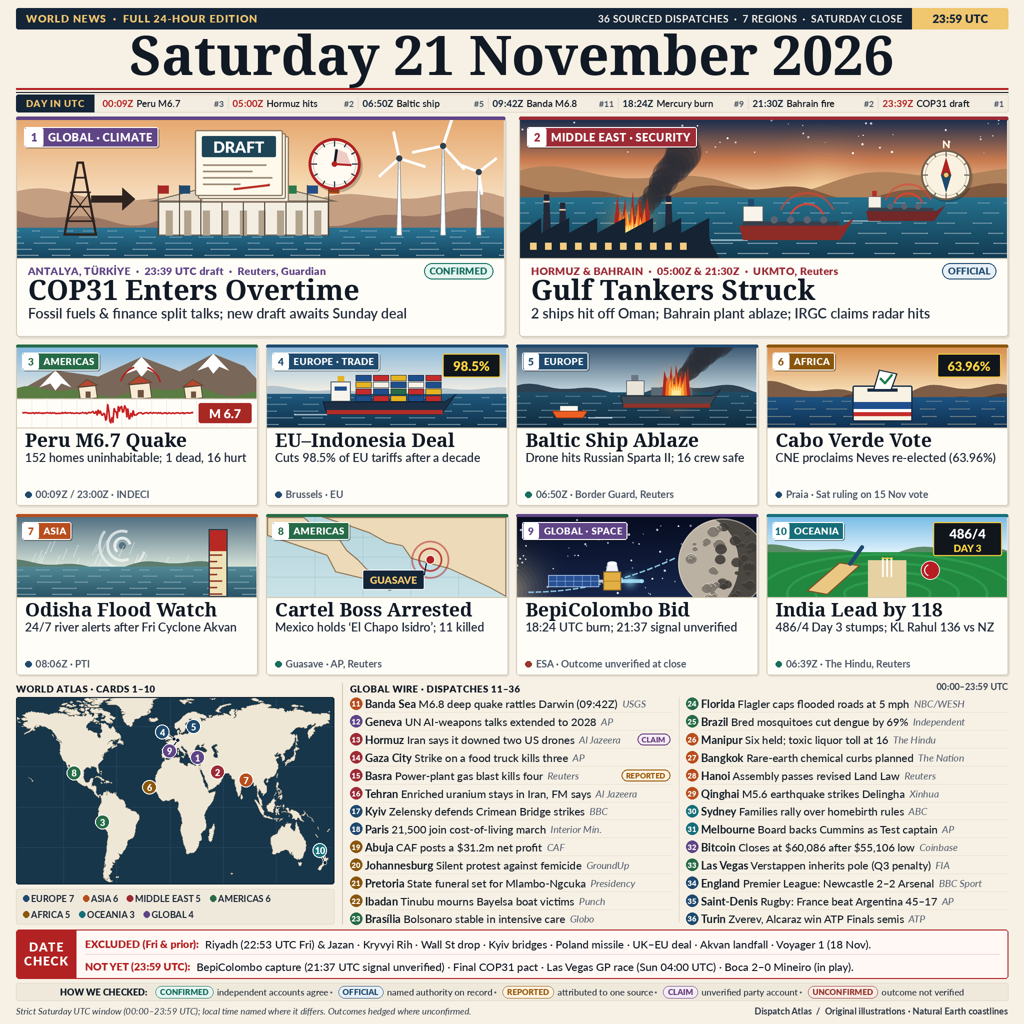 WORLD NEWS · FULL 24-HOUR EDITION
36 SOURCED DISPATCHES · 7 REGIONS · SATURDAY CLOSE
23:59 UTC
Saturday 21 November 2026
DAY IN UTC
00:09Z Peru M6.7 #3
05:00Z Hormuz hits #2
06:50Z Baltic ship #5
09:42Z Banda M6.8 #11
18:24Z Mercury burn #9
21:30Z Bahrain fire #2
23:39Z COP31 draft #1
1 GLOBAL · CLIMATE
DRAFT
ANTALYA, TÜRKİYE · 23:39 UTC draft · Reuters, Guardian
CONFIRMED
COP31 Enters Overtime
Fossil fuels & finance split talks; new draft awaits Sunday deal
2 MIDDLE EAST · SECURITY
N
HORMUZ & BAHRAIN · 05:00Z & 21:30Z · UKMTO, Reuters
OFFICIAL
Gulf Tankers Struck
2 ships hit off Oman; Bahrain plant ablaze; IRGC claims radar hits
3 AMERICAS
M 6.7
Peru M6.7 Quake
152 homes uninhabitable; 1 dead, 16 hurt
00:09Z / 23:00Z · INDECI
4 EUROPE · TRADE
98.5%
EU–Indonesia Deal
Cuts 98.5% of EU tariffs after a decade
Brussels · EU
5 EUROPE
Baltic Ship Ablaze
Drone hits Russian Sparta II; 16 crew safe
06:50Z · Border Guard, Reuters
6 AFRICA
63.96%
Cabo Verde Vote
CNE proclaims Neves re-elected (63.96%)
Praia · Sat ruling on 15 Nov vote
7 ASIA
Odisha Flood Watch
24/7 river alerts after Fri Cyclone Akvan
08:06Z · PTI
8 AMERICAS
GUASAVE
Cartel Boss Arrested
Mexico holds ‘El Chapo Isidro’; 11 killed
Guasave · AP, Reuters
9 GLOBAL · SPACE
BepiColombo Bid
18:24 UTC burn; 21:37 signal unverified
ESA · Outcome unverified at close
10 OCEANIA
486/4
DAY 3
India Lead by 118
486/4 Day 3 stumps; KL Rahul 136 vs NZ
06:39Z · The Hindu, Reuters
WORLD ATLAS · CARDS 1–10
4
5
9
1
8
2
7
6
3
10
EUROPE 7 ASIA 6 MIDDLE EAST 5 AMERICAS 6
AFRICA 5 OCEANIA 3 GLOBAL 4
GLOBAL WIRE · DISPATCHES 11–36
00:00–23:59 UTC
11 Banda Sea M6.8 deep quake rattles Darwin (09:42Z) USGS
12 Geneva UN AI-weapons talks extended to 2028 AP
13 Hormuz Iran says it downed two US drones Al Jazeera CLAIM
14 Gaza City Strike on a food truck kills three AP
15 Basra Power-plant gas blast kills four Reuters REPORTED
16 Tehran Enriched uranium stays in Iran, FM says Al Jazeera
17 Kyiv Zelensky defends Crimean Bridge strikes BBC
18 Paris 21,500 join cost-of-living march Interior Min.
19 Abuja CAF posts a $31.2m net profit CAF
20 Johannesburg Silent protest against femicide GroundUp
21 Pretoria State funeral set for Mlambo-Ngcuka Presidency
22 Ibadan Tinubu mourns Bayelsa boat victims Punch
23 Brasília Bolsonaro stable in intensive care Globo
24 Florida Flagler caps flooded roads at 5 mph NBC/WESH
25 Brazil Bred mosquitoes cut dengue by 69% Independent
26 Manipur Six held; toxic liquor toll at 16 The Hindu
27 Bangkok Rare-earth chemical curbs planned The Nation
28 Hanoi Assembly passes revised Land Law Reuters
29 Qinghai M5.6 earthquake strikes Delingha Xinhua
30 Sydney Families rally over homebirth rules ABC
31 Melbourne Board backs Cummins as Test captain AP
32 Bitcoin Closes at $60,086 after $55,106 low Coinbase
33 Las Vegas Verstappen inherits pole (Q3 penalty) FIA
34 England Premier League: Newcastle 2–2 Arsenal BBC Sport
35 Saint-Denis Rugby: France beat Argentina 45–17 AP
36 Turin Zverev, Alcaraz win ATP Finals semis ATP
DATE CHECK
EXCLUDED (Fri & prior): Riyadh (22:53 UTC Fri) & Jazan · Kryvyi Rih · Wall St drop · Kyiv bridges · Poland missile · UK–EU deal · Akvan landfall · Voyager 1 (18 Nov).
NOT YET (23:59 UTC): BepiColombo capture (21:37 UTC signal unverified) · Final COP31 pact · Las Vegas GP race (Sun 04:00 UTC) · Boca 2–0 Mineiro (in play).
HOW WE CHECKED: CONFIRMED independent accounts agree · OFFICIAL named authority on record · REPORTED attributed to one source · CLAIM unverified party account · UNCONFIRMED outcome not verified
Strict Saturday UTC window (00:00–23:59 UTC); local time named where it differs. Outcomes hedged where unconfirmed.
Dispatch Atlas / Original illustrations · Natural Earth coastlines